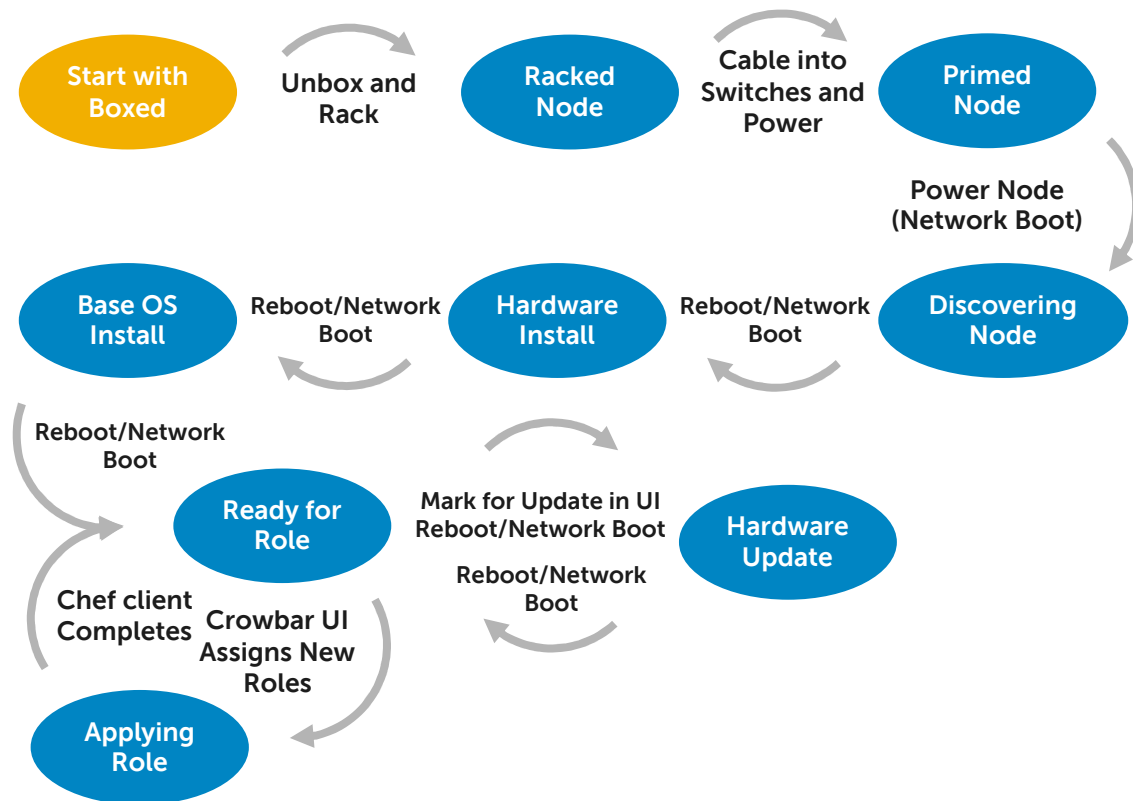 Start with
Boxed
Unbox and
Rack
Racked
Node
Cable into
Switches and
Power
Primed
Node
Power Node
(Network Boot)
Discovering
Node
Reboot/Network
Boot
Hardware
Install
Reboot/Network
Boot
Base OS
Install
Reboot/Network
Boot
Ready for
Role
Mark for Update in UI
Reboot/Network Boot
Hardware
Update
Reboot/Network
Boot
Crowbar UI
Assigns New
Roles
Applying
Role
Chef client
Completes